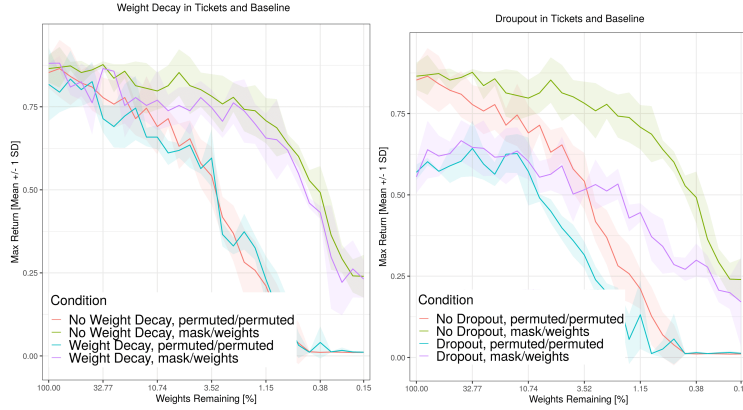 Weight Decay in Tickets and Baseline
Max Return [Mean +/- 1 SD]
0.75
0.50
0.25
0.00
Condition
No Weight Decay, permuted/permuted
No Weight Decay, mask/weights
Weight Decay, permuted/permuted
Weight Decay, mask/weights
100.00 32.77 10.74 3.52 1.15 0.38 0.15
Weights Remaining [%]
Droupout in Tickets and Baseline
Max Return [Mean +/- 1 SD]
0.75
0.50
0.25
0.00
Condition
No Dropout, permuted/permuted
No Dropout, mask/weights
Dropout, permuted/permuted
Dropout, mask/weights
100.00 32.77 10.74 3.52 1.15 0.38 0.1
Weights Remaining [%]